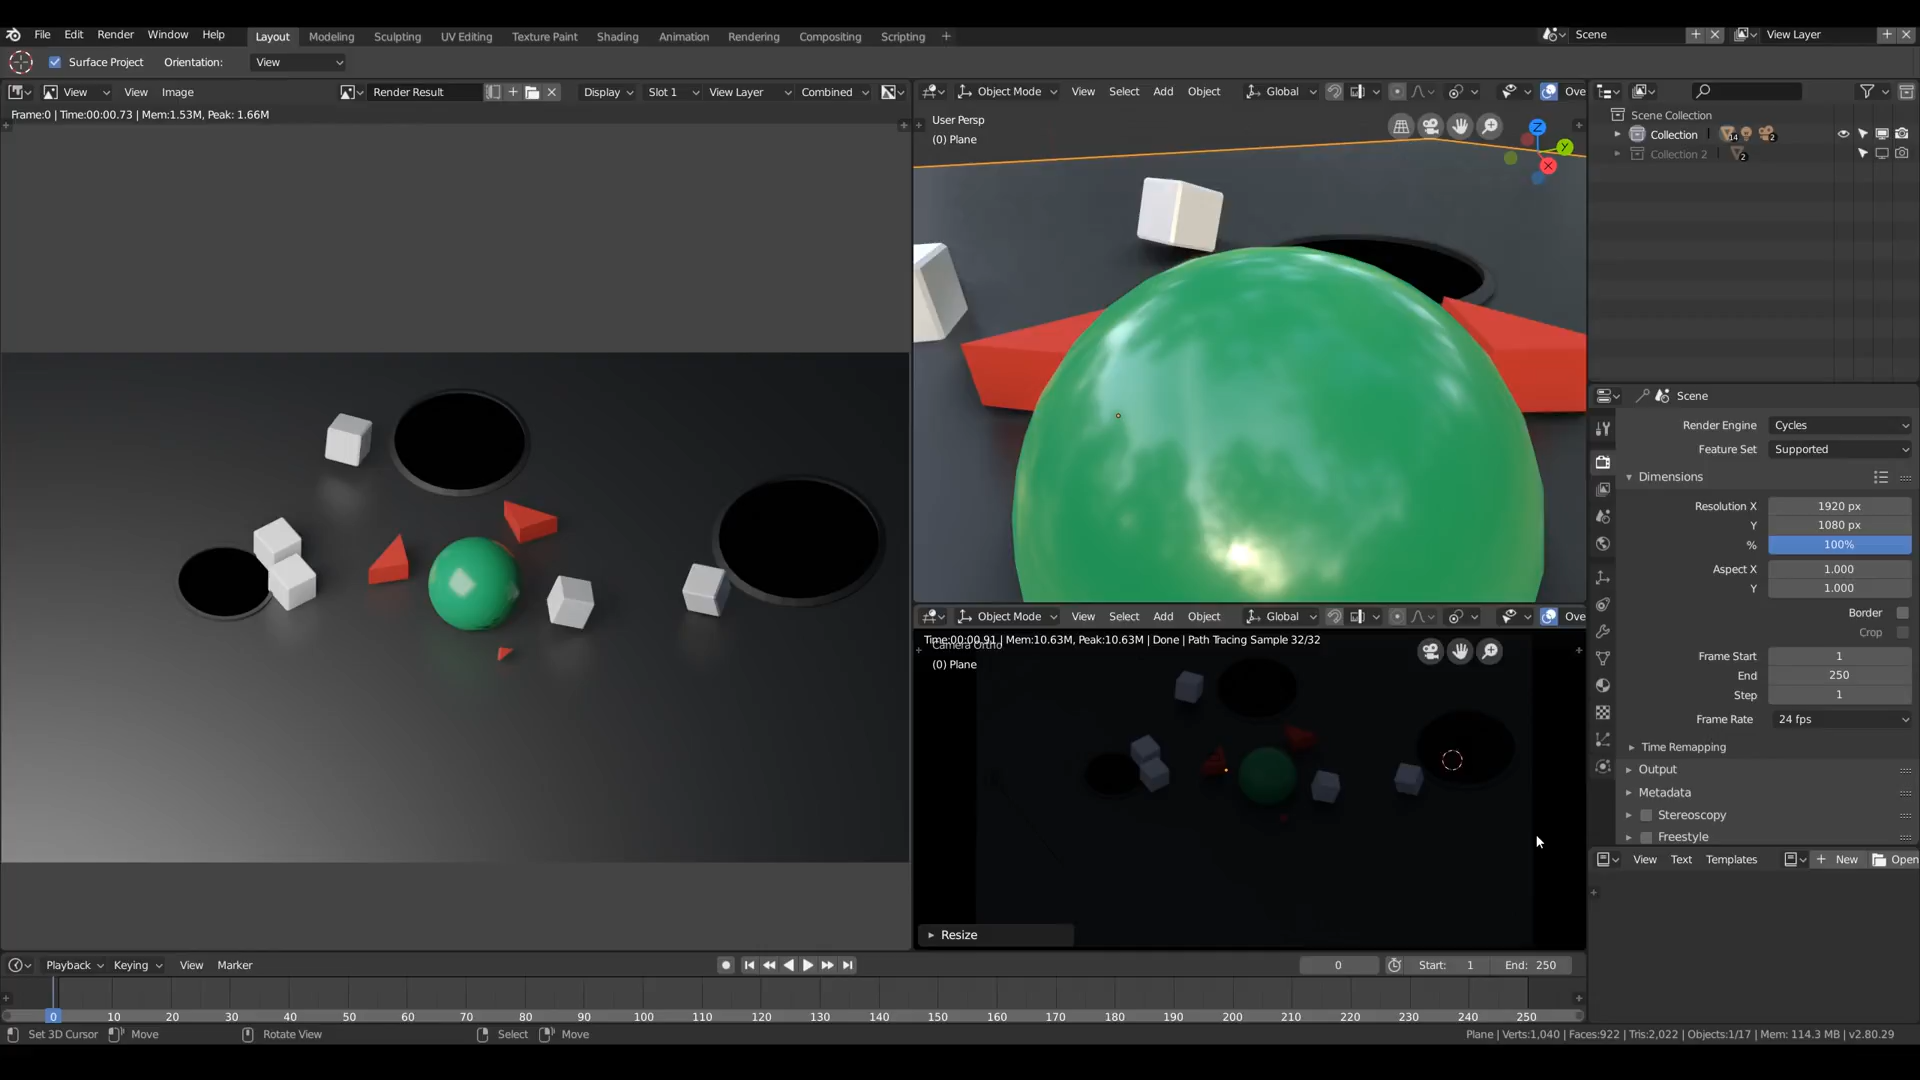 File Edit Render Window Help Layout Modeling Sculpting UV Editing Texture Paint Shading Animation Rendering Compositing Scripting + Scene View Layer
Surface Project Orientation: View
View View Image Render Result Display Slot 1 View Layer Combined
Frame:0 | Time:00:00.73 | Mem:1.53M, Peak: 1.66M
Object Mode View Select Add Object Global Ove
User Persp
(0) Plane
Z
Y
X
Object Mode View Select Add Object Global Ove
Time:00:00.91 | Mem:10.63M, Peak:10.63M | Done | Path Tracing Sample 32/32
Camera Ortho
(0) Plane
Resize
Scene Collection
Collection 14 2
Collection 2 2
Scene
Render Engine Cycles
Feature Set Supported
Dimensions
Resolution X 1920 px
Y 1080 px
% 100%
Aspect X 1.000
Y 1.000
Border
Crop
Frame Start 1
End 250
Step 1
Frame Rate 24 fps
Time Remapping
Output
Metadata
Stereoscopy
Freestyle
View Text Templates + New Open
Playback Keying View Marker 0 Start: 1 End: 250
0 10 20 30 40 50 60 70 80 90 100 110 120 130 140 150 160 170 180 190 200 210 220 230 240 250
Set 3D Cursor Move Rotate View Select Move Plane | Verts:1,040 | Faces:922 | Tris:2,022 | Objects:1/17 | Mem: 114.3 MB | v2.80.29